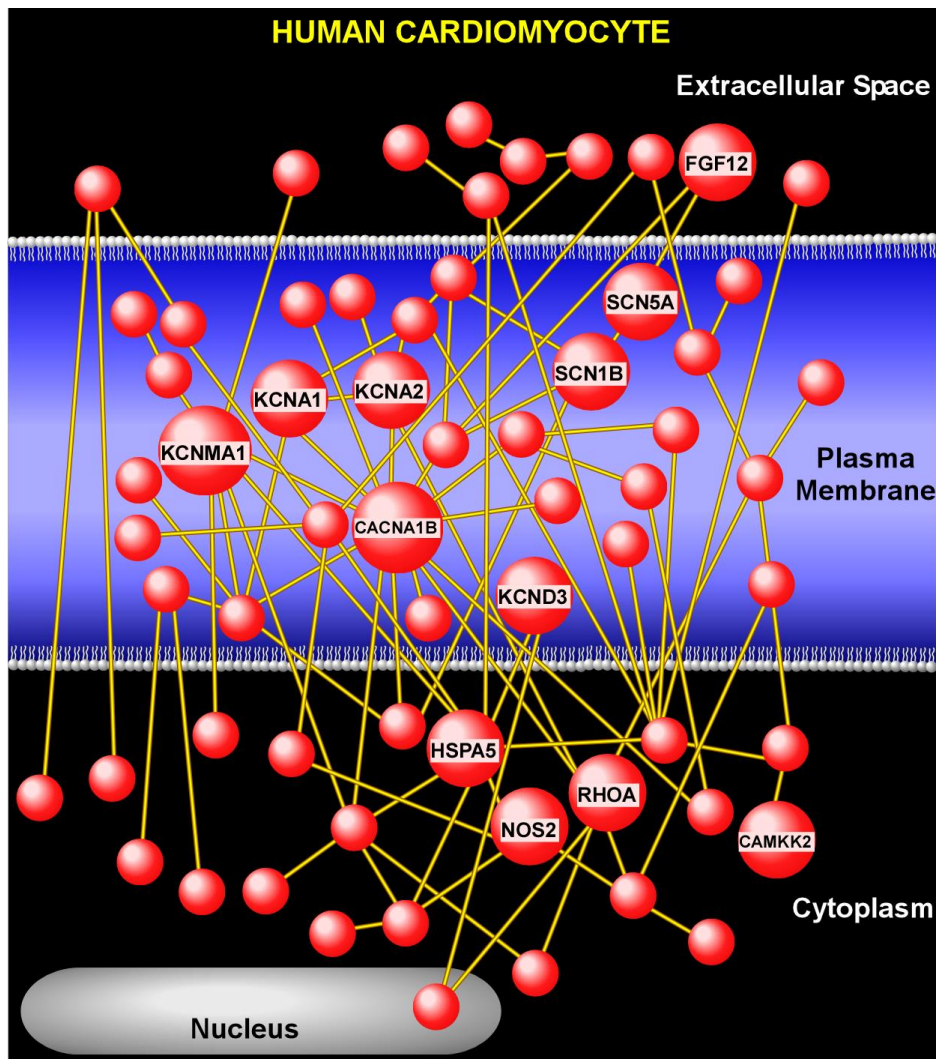 HUMAN CARDIOMYOCYTE
Extracellular Space
FGF12
SCN5A
SCN1B
KCNA2
KCNA1
KCNMA1
Plasma
Membrane
CACNA1B
KCND3
HSPA5
RHOA
NOS2
CAMKK2
Cytoplasm
Nucleus